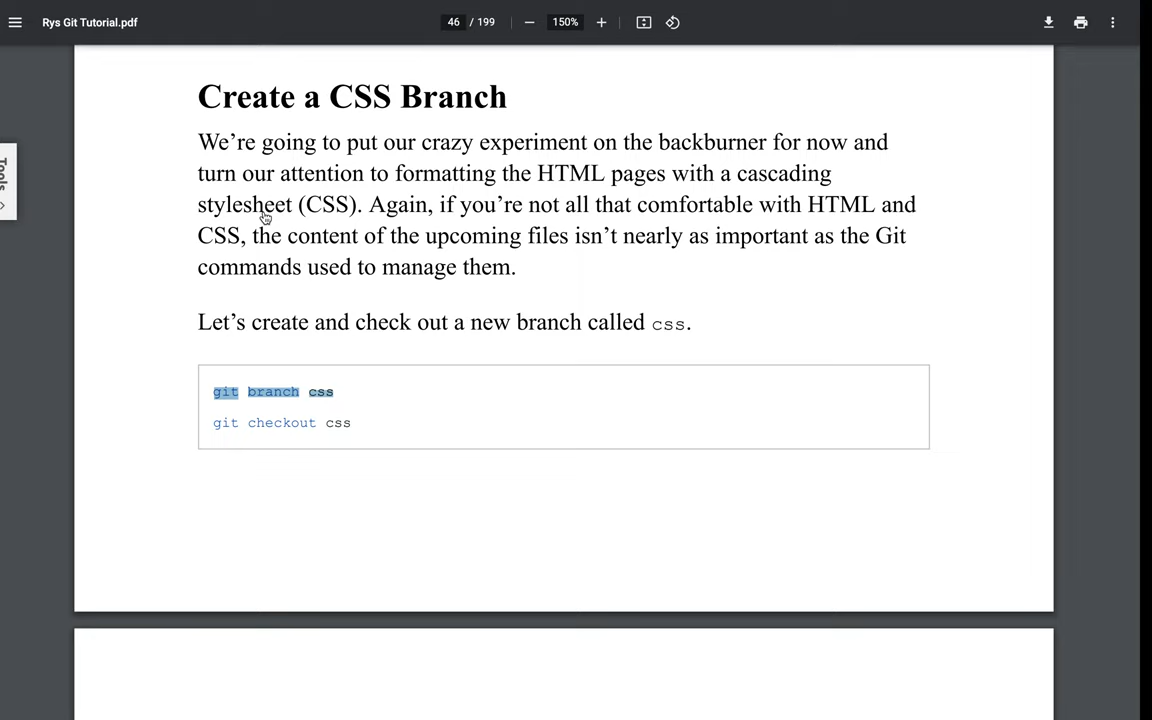 Rys Git Tutorial.pdf
46 / 199
150%
Tools
Create a CSS Branch
We’re going to put our crazy experiment on the backburner for now and
turn our attention to formatting the HTML pages with a cascading
stylesheet (CSS). Again, if you’re not all that comfortable with HTML and
CSS, the content of the upcoming files isn’t nearly as important as the Git
commands used to manage them.
Let’s create and check out a new branch called css.
git branch css
git checkout css